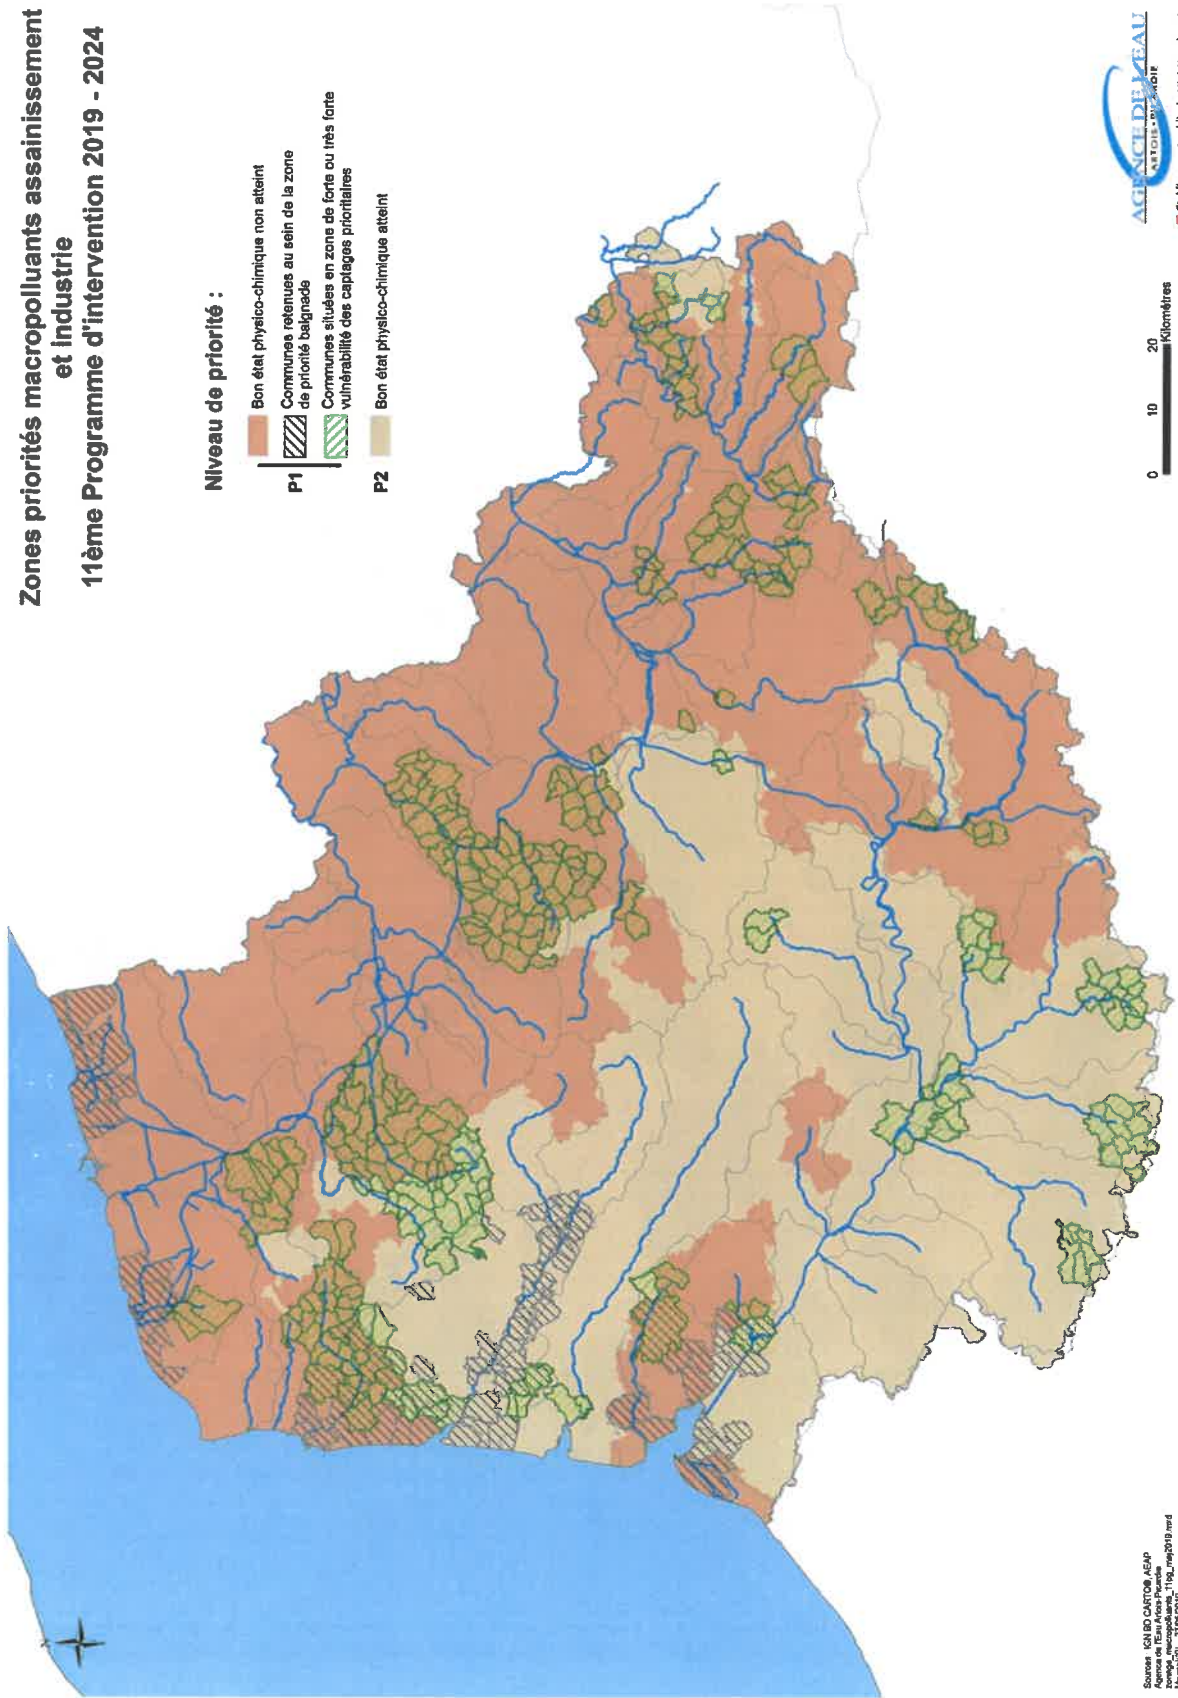 Zones priorités macropolluants assainissement
et industrie
11ème Programme d'intervention 2019 - 2024
Niveau de priorité :
P1
Bon état physico-chimique non atteint
Communes retenues au sein de la zone
de priorité baignade
Communes situées en zone de forte ou très forte
vulnérabilité des captages prioritaires
P2
Bon état physico-chimique atteint
0 10 20
Kilomètres
AGENCE DE L'EAU
ARTOIS - PICARDIE
Sources : IGN BD CARTO®, AEAP
Agence de l'Eau Artois-Picardie